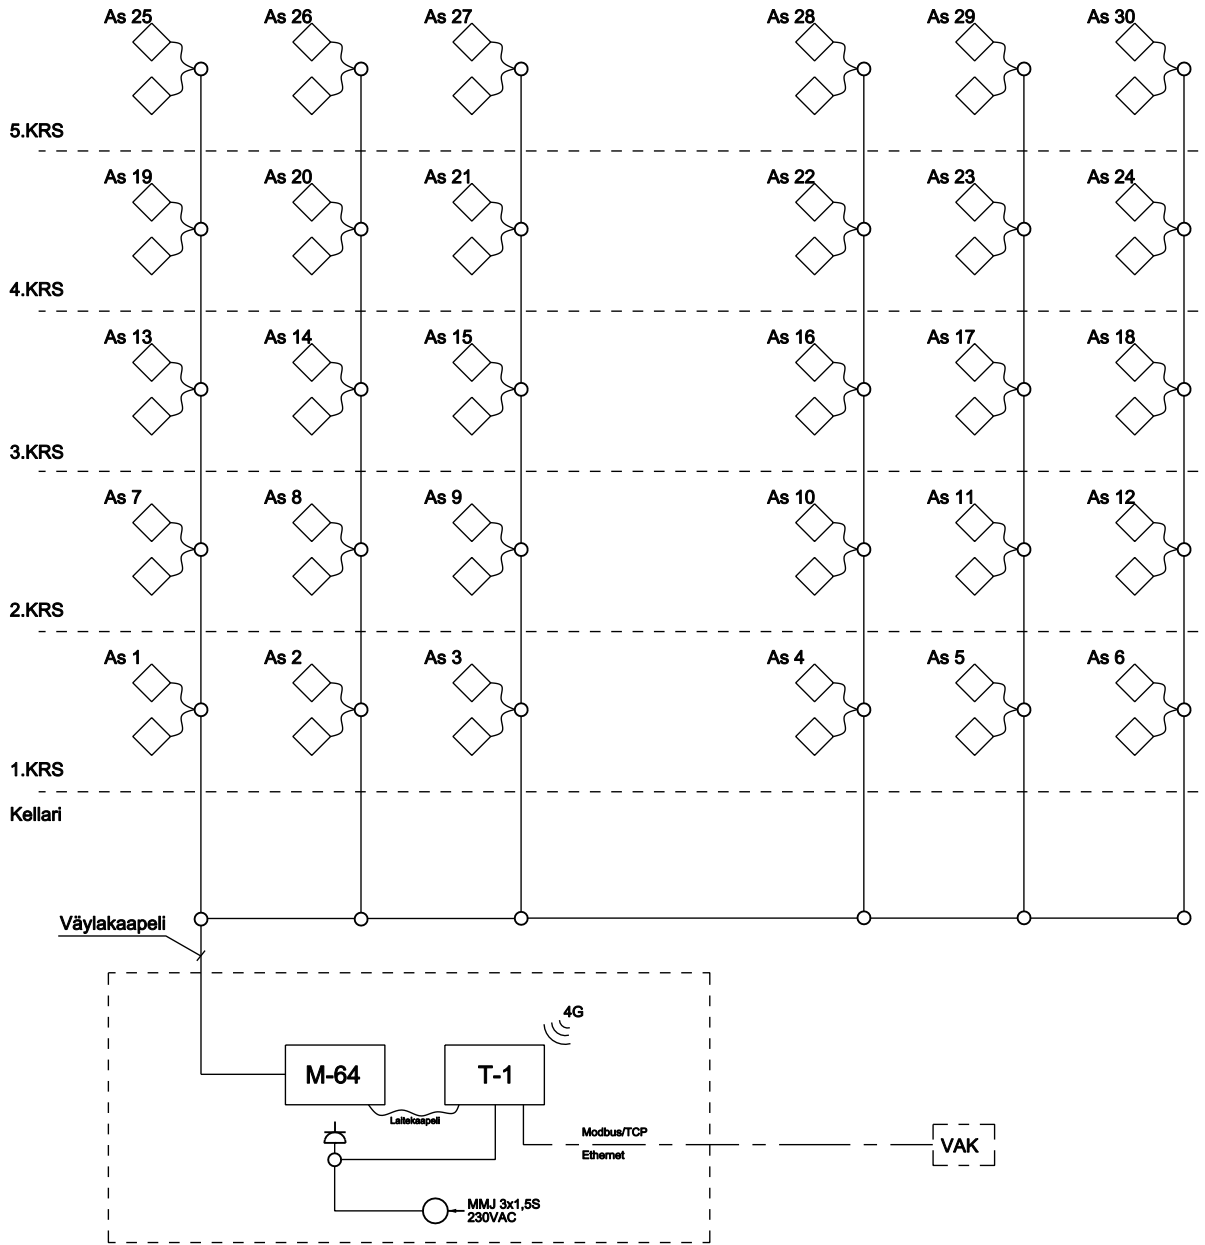 As 25
As 26
As 27
As 28
As 29
As 30
5.KRS
As 19
As 20
As 21
As 22
As 23
As 24
4.KRS
As 13
As 14
As 15
As 16
As 17
As 18
3.KRS
As 7
As 8
As 9
As 10
As 11
As 12
2.KRS
As 1
As 2
As 3
As 4
As 5
As 6
1.KRS
Kellari
Väylakaapeli
4G
M-64
T-1
Laitekaapeli
Modbus/TCP
Ethernet
VAK
MMJ 3x1,5S
230VAC